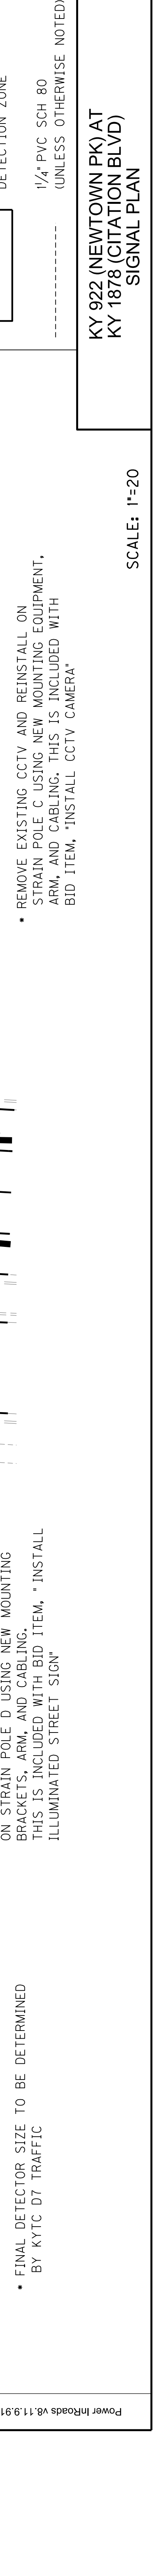 DETECTION ZONE
1¼" PVC SCH 80
(UNLESS OTHERWISE NOTED)
KY 922 (NEWTOWN PK) AT
KY 1878 (CITATION BLVD)
SIGNAL PLAN
SCALE: 1"=20
* REMOVE EXISTING CCTV AND REINSTALL ON
STRAIN POLE C USING NEW MOUNTING EQUIPMENT,
ARM, AND CABLING. THIS IS INCLUDED WITH
BID ITEM, "INSTALL CCTV CAMERA"
ON STRAIN POLE D USING NEW MOUNTING
BRACKETS, ARM, AND CABLING.
THIS IS INCLUDED WITH BID ITEM, " INSTALL
ILLUMINATED STREET SIGN"
* FINAL DETECTOR SIZE TO BE DETERMINED
BY KYTC D7 TRAFFIC
Power InRoads v8.11.9.91